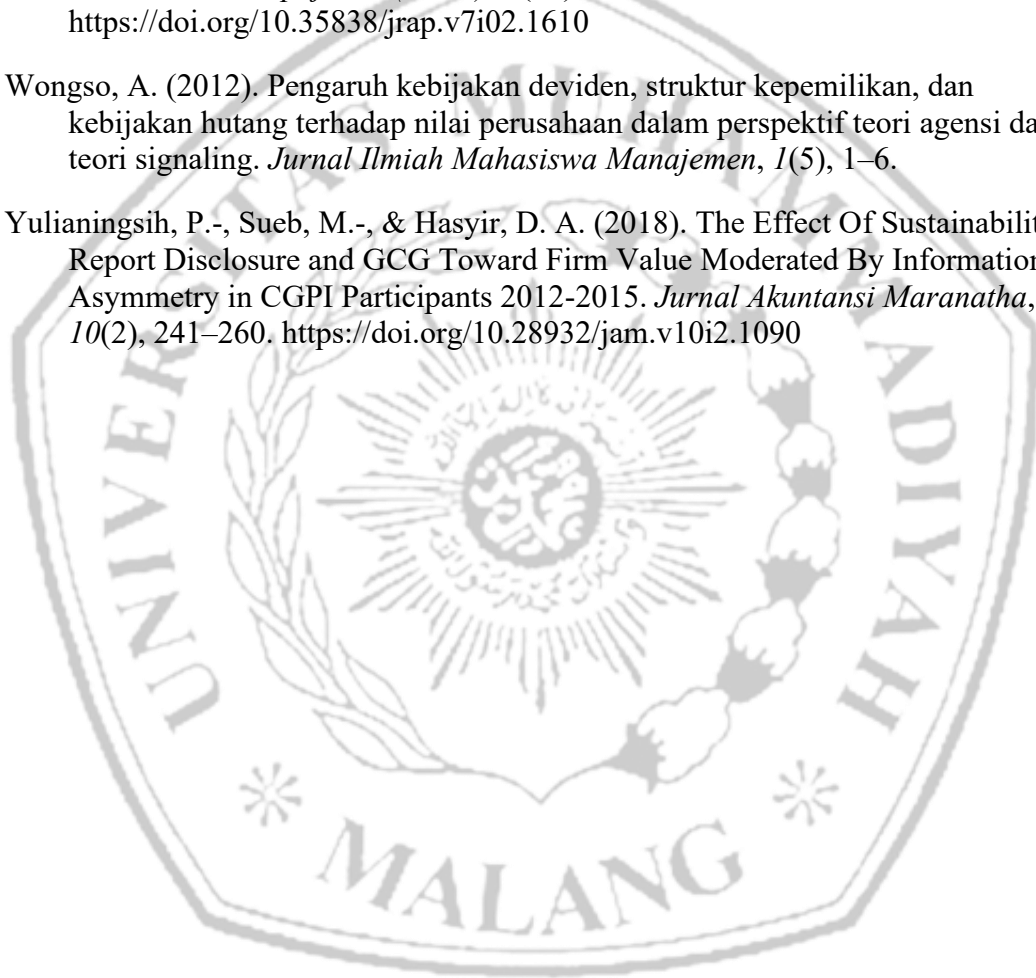 https://doi.org/10.35838/jrap.v7i02.1610
Wongso, A. (2012). Pengaruh kebijakan deviden, struktur kepemilikan, dan
kebijakan hutang terhadap nilai perusahaan dalam perspektif teori agensi da
teori signaling. Jurnal Ilmiah Mahasiswa Manajemen, 1(5), 1–6.
Yulianingsih, P.-, Sueb, M.-, & Hasyir, D. A. (2018). The Effect Of Sustainabilit
Report Disclosure and GCG Toward Firm Value Moderated By Information
Asymmetry in CGPI Participants 2012-2015. Jurnal Akuntansi Maranatha,
10(2), 241–260. https://doi.org/10.28932/jam.v10i2.1090
UNIVERSITAS MUHAMMADIYAH
MALANG